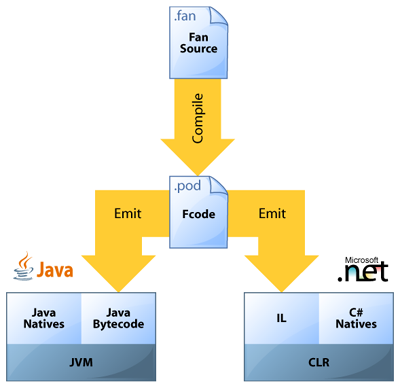 .fan
Fan
Source
Compile
.pod
Fcode
Emit
Emit
Java
Microsoft
.net
Java
Natives
Java
Bytecode
JVM
IL
C#
Natives
CLR